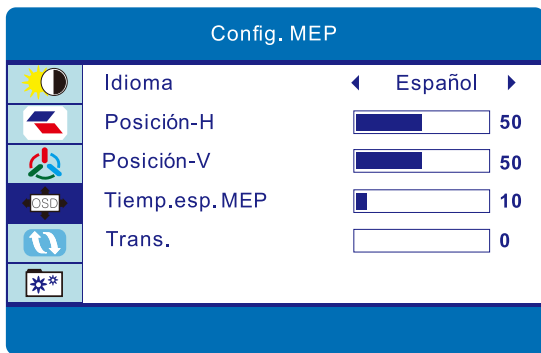 Config. MEP
Idioma Español
Posición-H 50
Posición-V 50
OSD Tiemp.esp. MEP 10
Trans. 0